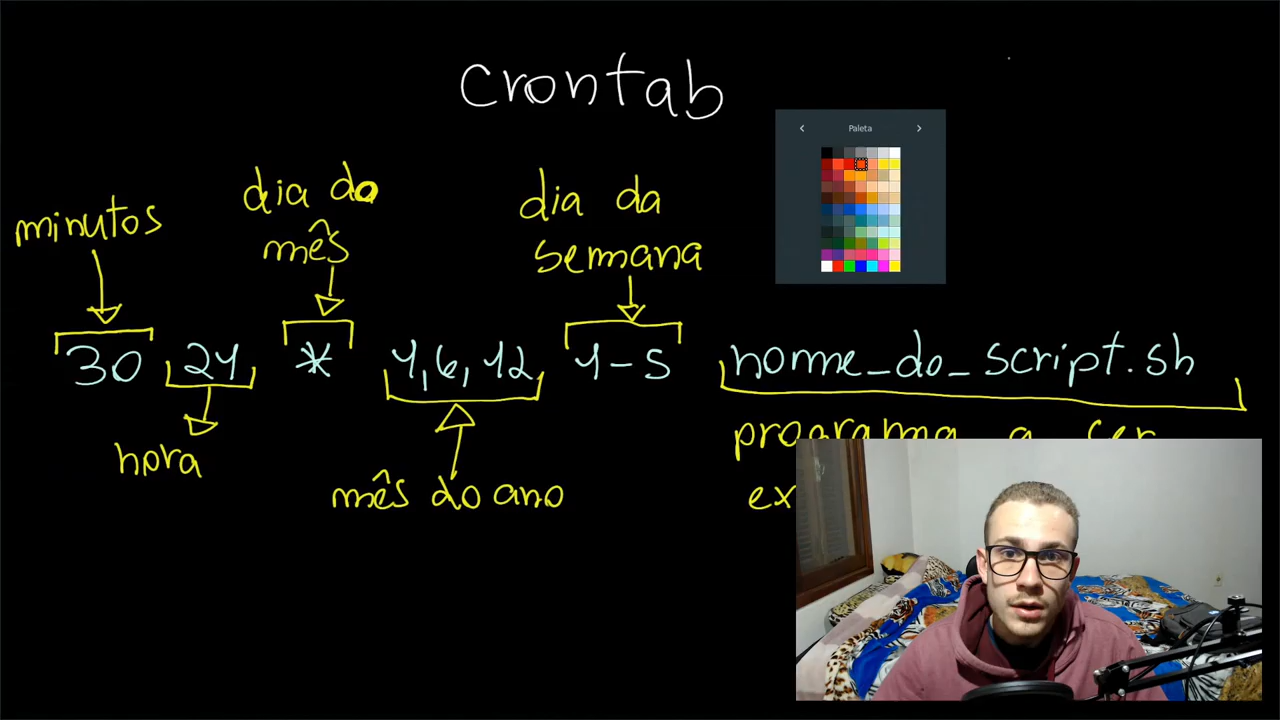 crontab
Paleta
minutos
dia do
mês
dia da
semana
30 21 * 1,6,12 1-5 nome_do_script.sh
hora
mês do ano
programa a ser
ex